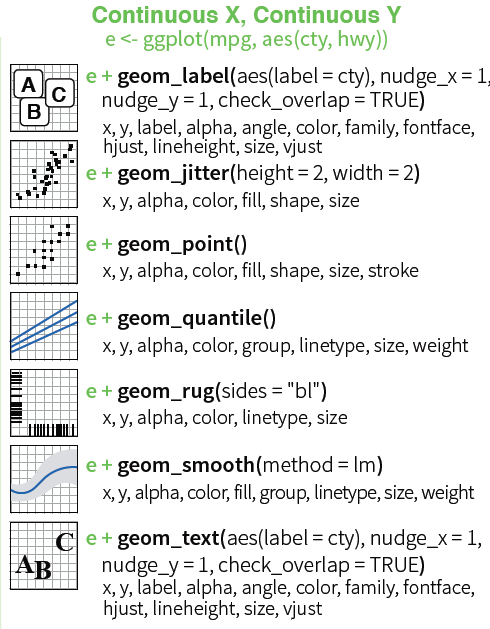 Continuous X, Continuous Y
e <- ggplot(mpg, aes(cty, hwy))
A
C
B
e + geom_label(aes(label = cty), nudge_x = 1,
nudge_y = 1, check_overlap = TRUE)
x, y, label, alpha, angle, color, family, fontface,
hjust, lineheight, size, vjust
e + geom_jitter(height = 2, width = 2)
x, y, alpha, color, fill, shape, size
e + geom_point()
x, y, alpha, color, fill, shape, size, stroke
e + geom_quantile()
x, y, alpha, color, group, linetype, size, weight
e + geom_rug(sides = "bl")
x, y, alpha, color, linetype, size
e + geom_smooth(method = lm)
x, y, alpha, color, fill, group, linetype, size, weight
C
A
B
e + geom_text(aes(label = cty), nudge_x = 1,
nudge_y = 1, check_overlap = TRUE)
x, y, label, alpha, angle, color, family, fontface,
hjust, lineheight, size, vjust